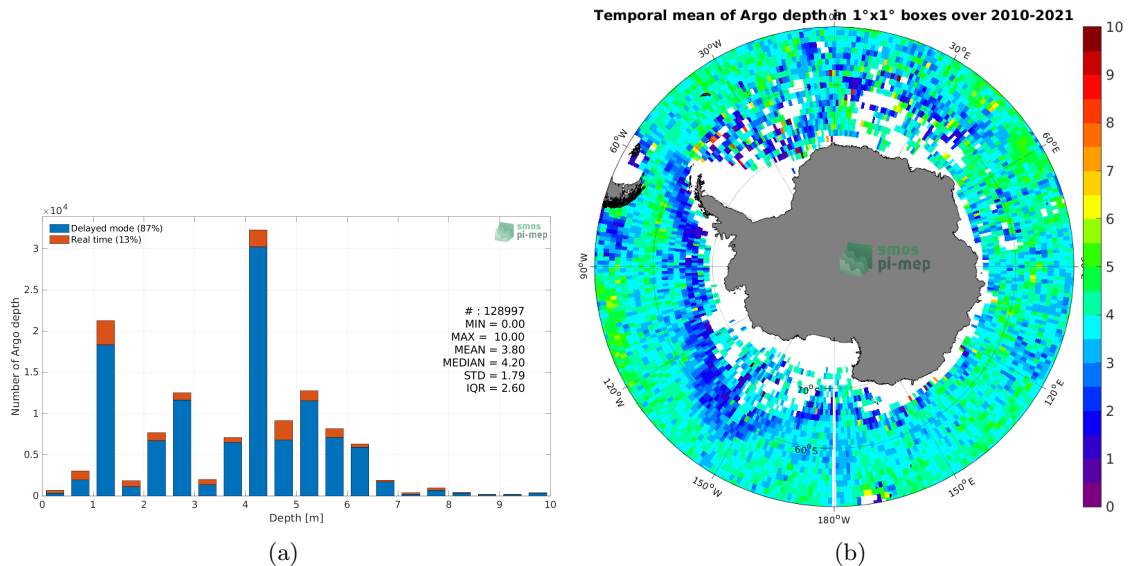 Temporal mean of Argo depth in 1°x1° boxes over 2010-2021
×10⁴
Delayed mode (87%)
Real time (13%)
smos
pi-mep
# : 128997
MIN = 0.00
MAX = 10.00
MEAN = 3.80
MEDIAN = 4.20
STD = 1.79
IQR = 2.60
Number of Argo depth
3
2.5
2
1.5
1
0.5
0
0 1 2 3 4 5 6 7 8 9 10
Depth [m]
(a)
30°W
30°E
60°W
60°E
90°W
120°W
120°E
150°W
150°E
180°W
70°S
60°S
smos
pi-mep
10
9
8
7
6
5
4
3
2
1
0
(b)